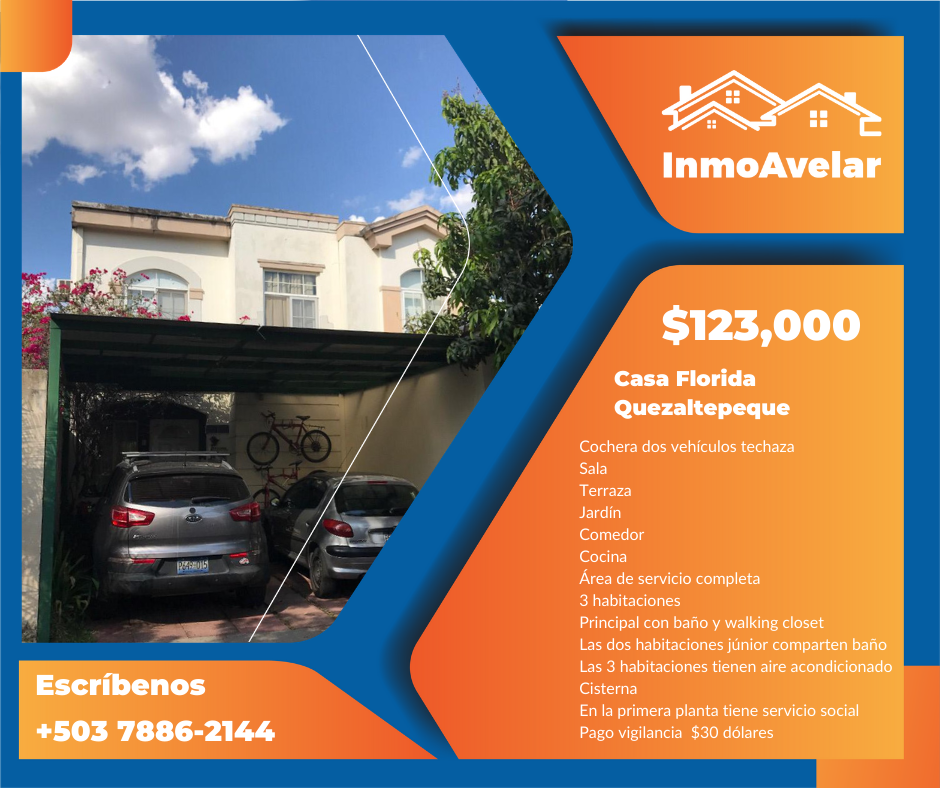 InmoAvelar
$123,000
Casa Florida
Quezaltepeque
Cochera dos vehículos techaza
Sala
Terraza
Jardín
Comedor
Cocina
Área de servicio completa
3 habitaciones
Principal con baño y walking closet
Las dos habitaciones júnior comparten baño
Las 3 habitaciones tienen aire acondicionado
Cisterna
En la primera planta tiene servicio social
Pago vigilancia $30 dólares
Escríbenos
+503 7886-2144